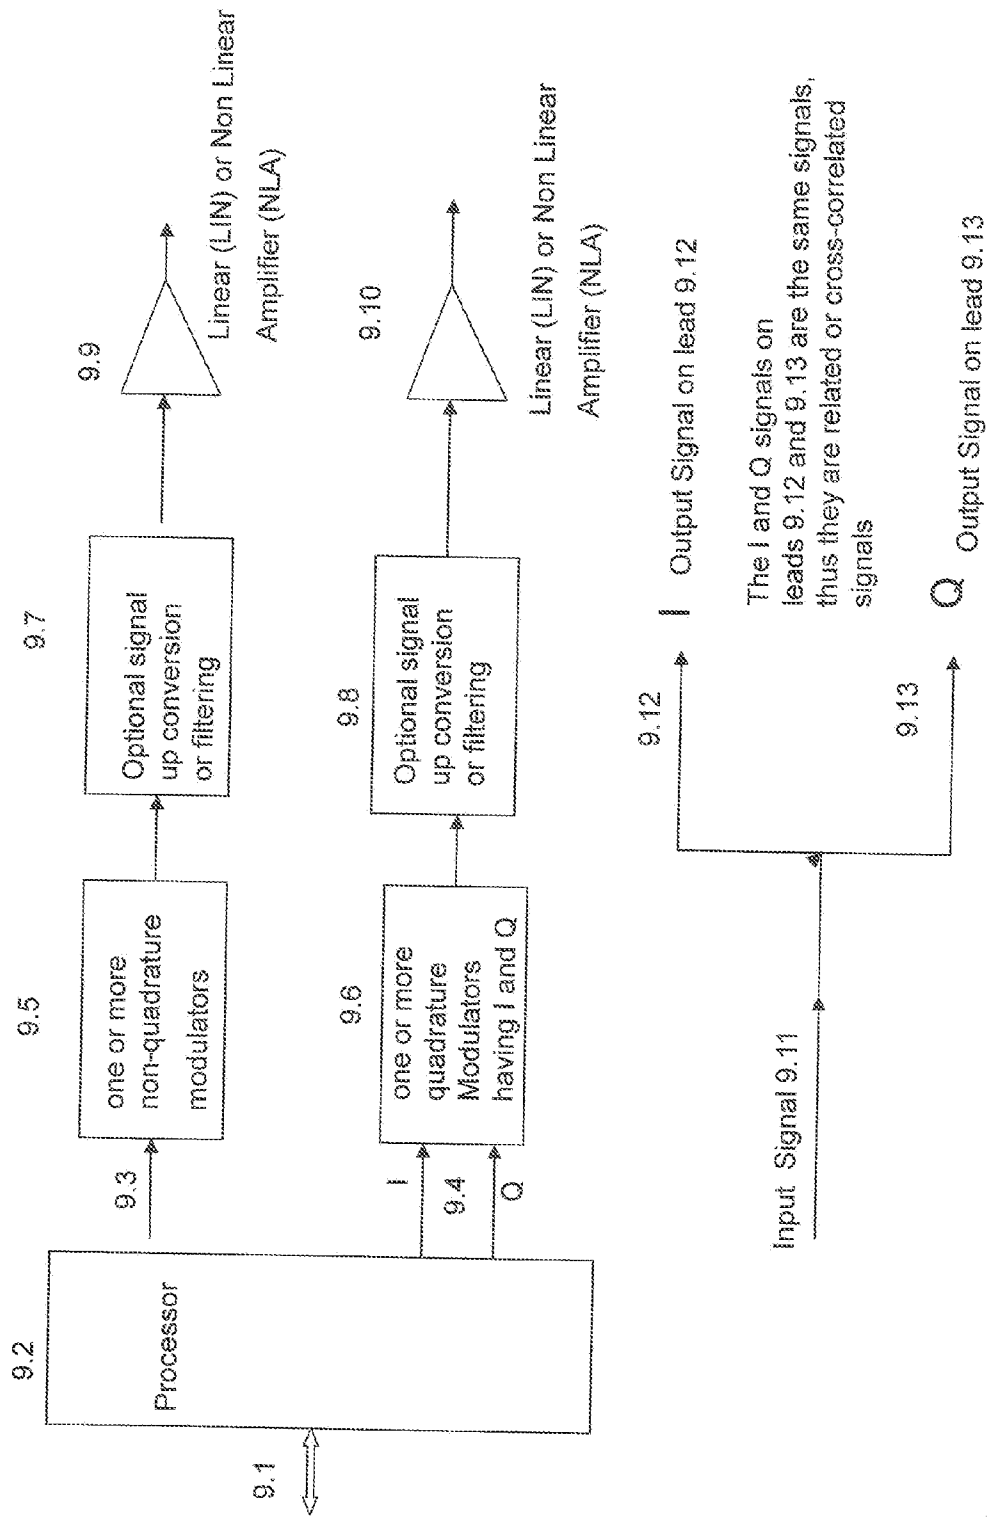 9.1
9.2
Processor
9.3
9.5
one or more
non-quadrature
modulators
9.7
Optional signal
up conversion
or filtering
9.9
Linear (LIN) or Non Linear
Amplifier (NLA)
I
9.4
Q
9.6
one or more
quadrature
Modulators
having I and Q
9.8
Optional signal
up conversion
or filtering
9.10
Linear (LIN) or Non Linear
Amplifier (NLA)
Input Signal 9.11
9.12
I
Output Signal on lead 9.12
The I and Q signals on
leads 9.12 and 9.13 are the same signals,
thus they are related or cross-correlated
signals
9.13
Q
Output Signal on lead 9.13